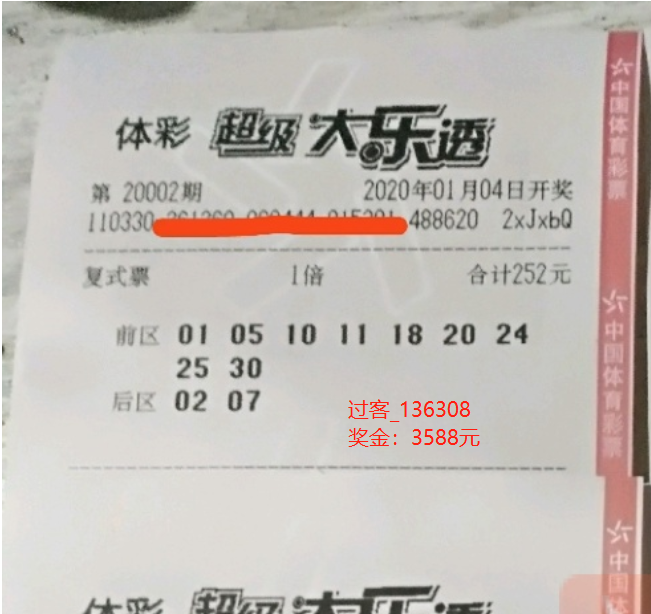 体彩 超级大乐透
第 20002期 2020年01月04日开奖
110330 488620 2xJxbQ
复式票 1倍 合计252元
前区 01 05 10 11 18 20 24
25 30
后区 02 07
过客_136308
奖金：3588元
体彩 超级大乐透
中国体育彩票
中国体育彩票
中国体